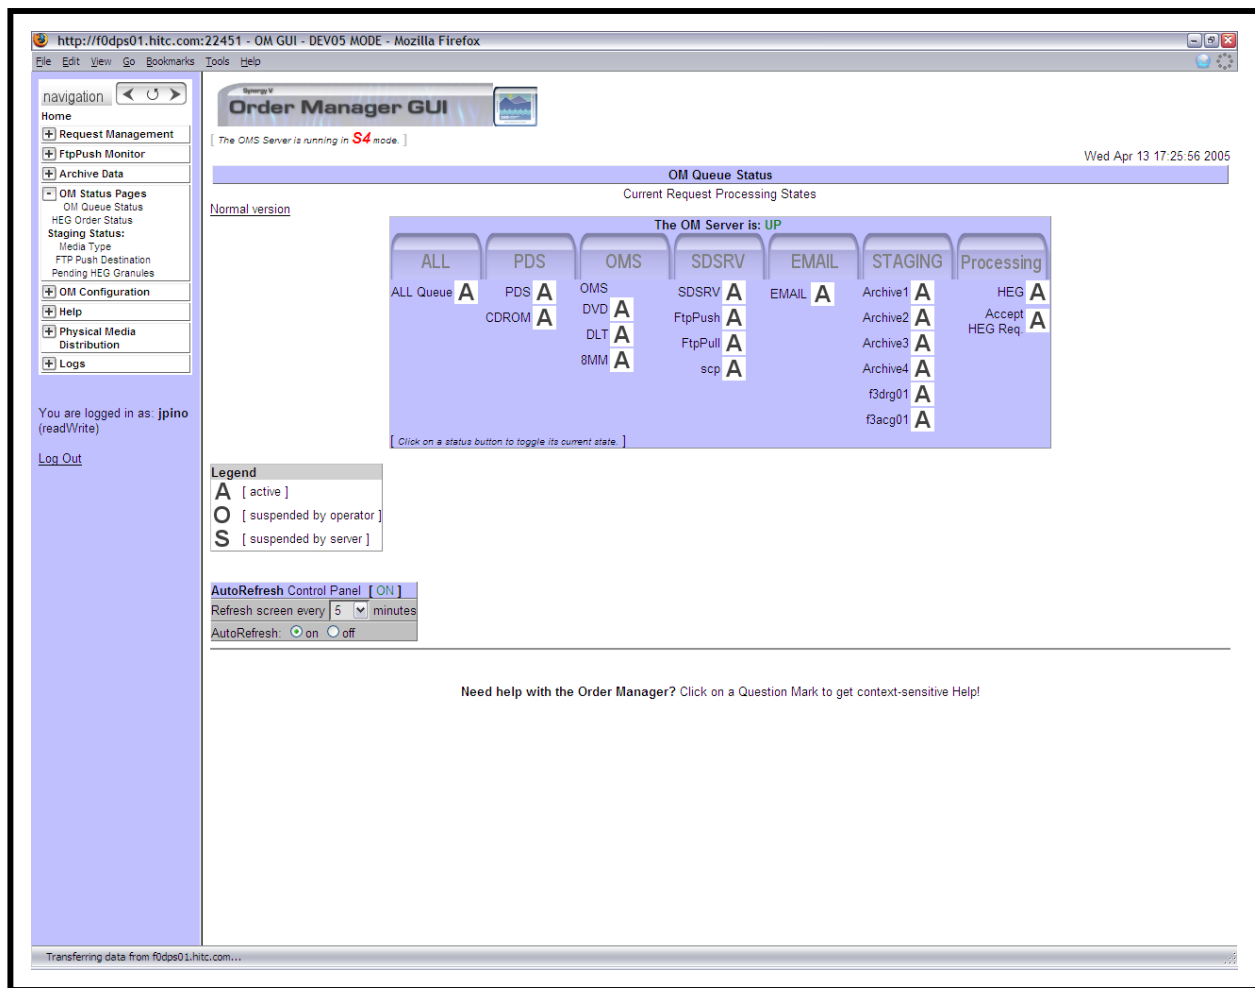 http://f0dps01.hitc.com:22451 - OM GUI - DEV05 MODE - Mozilla Firefox
File Edit View Go Bookmarks Tools Help
navigation
Home
Request Management
FtpPush Monitor
Archive Data
OM Status Pages
OM Queue Status
HEG Order Status
Staging Status:
Media Type
FTP Push Destination
Pending HEG Granules
OM Configuration
Help
Physical Media
Distribution
Logs
You are logged in as: jpino
(readWrite)
Log Out
Synergy V
Order Manager GUI
[ The OMS Server is running in S4 mode. ]
Wed Apr 13 17:25:56 2005
OM Queue Status
Current Request Processing States
Normal version
The OM Server is: UP
ALL PDS OMS SDSRV EMAIL STAGING Processing
ALL Queue A
PDS A
CDROM A
OMS
DVD A
DLT A
8MM A
SDSRV A
FtpPush A
FtpPull A
scp A
EMAIL A
Archive1 A
Archive2 A
Archive3 A
Archive4 A
f3drg01 A
f3acg01 A
HEG A
Accept
HEG Req. A
[ Click on a status button to toggle its current state. ]
Legend
A [ active ]
O [ suspended by operator ]
S [ suspended by server ]
AutoRefresh Control Panel [ ON ]
Refresh screen every 5 minutes
AutoRefresh: on off
Need help with the Order Manager? Click on a Question Mark to get context-sensitive Help!
Transferring data from f0dps01.hitc.com...